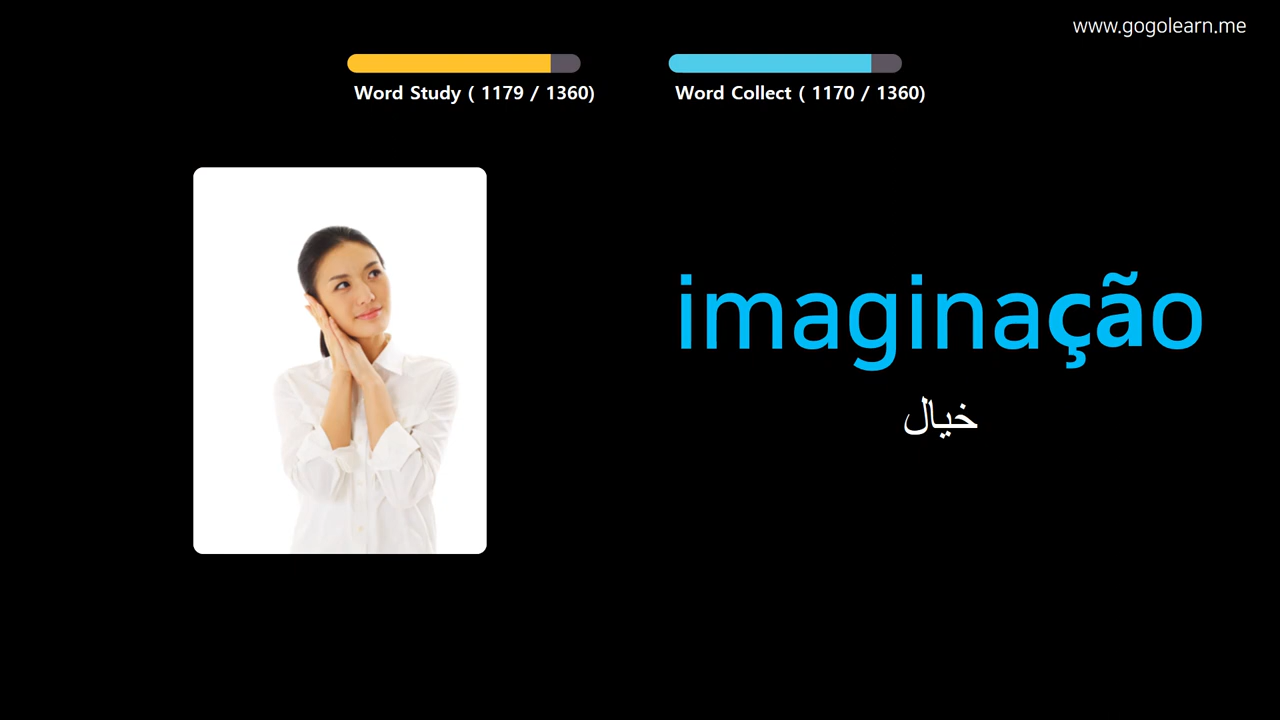 www.gogolearn.me
Word Study ( 1179 / 1360)
Word Collect ( 1170 / 1360)
imaginação
خيال